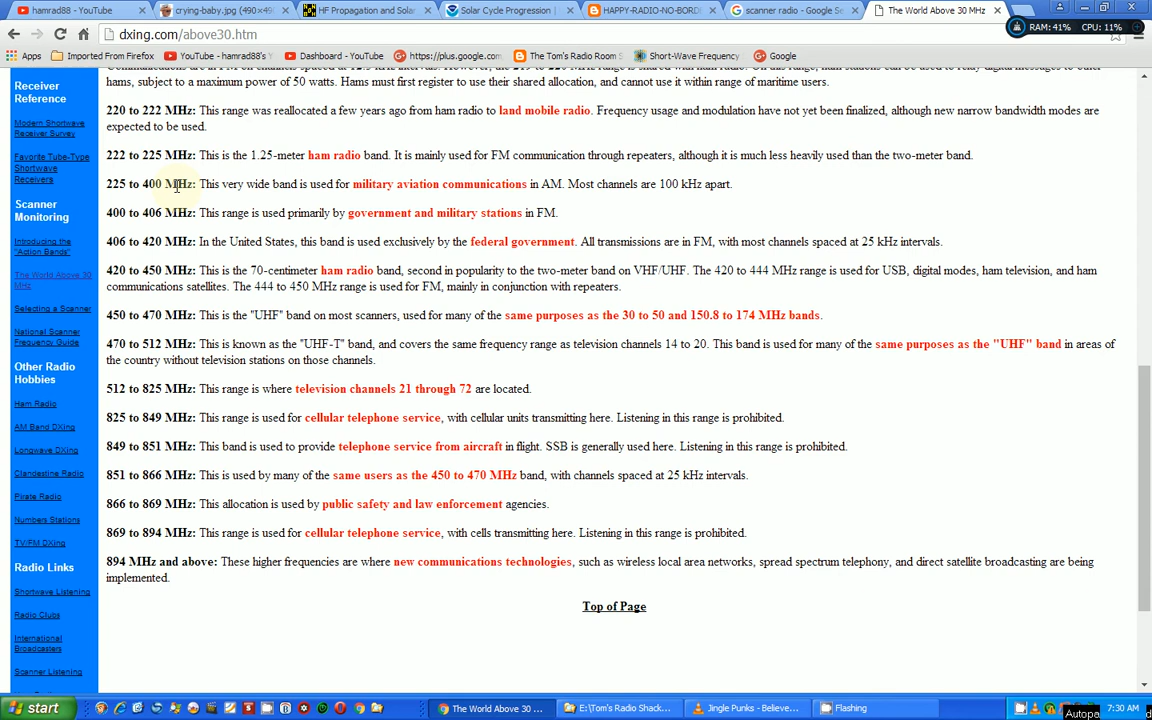 hamrad88 - YouTube
crying-baby.jpg (490×49
HF Propagation and Solar
Solar Cycle Progression |
HAPPY-RADIO-NO-BORD
scanner radio - Google Se
The World Above 30 MHz
RAM: 41% CPU: 11%
dxing.com/above30.htm
Apps
Imported From Firefox
YouTube - hamrad88's Y
Dashboard - YouTube
https://plus.google.com
The Tom's Radio Room
Short-Wave Frequency
Google
hams, subject to a maximum power of 50 watts. Hams must first register to use their shared allocation, and cannot use it within range of maritime users.
220 to 222 MHz: This range was reallocated a few years ago from ham radio to land mobile radio. Frequency usage and modulation have not yet been finalized, although new narrow bandwidth modes are
expected to be used.
222 to 225 MHz: This is the 1.25-meter ham radio band. It is mainly used for FM communication through repeaters, although it is much less heavily used than the two-meter band.
225 to 400 MHz: This very wide band is used for military aviation communications in AM. Most channels are 100 kHz apart.
400 to 406 MHz: This range is used primarily by government and military stations in FM.
406 to 420 MHz: In the United States, this band is used exclusively by the federal government. All transmissions are in FM, with most channels spaced at 25 kHz intervals.
420 to 450 MHz: This is the 70-centimeter ham radio band, second in popularity to the two-meter band on VHF/UHF. The 420 to 444 MHz range is used for USB, digital modes, ham television, and ham
communications satellites. The 444 to 450 MHz range is used for FM, mainly in conjunction with repeaters.
450 to 470 MHz: This is the "UHF" band on most scanners, used for many of the same purposes as the 30 to 50 and 150.8 to 174 MHz bands.
470 to 512 MHz: This is known as the "UHF-T" band, and covers the same frequency range as television channels 14 to 20. This band is used for many of the same purposes as the "UHF" band in areas of
the country without television stations on those channels.
512 to 825 MHz: This range is where television channels 21 through 72 are located.
825 to 849 MHz: This range is used for cellular telephone service, with cellular units transmitting here. Listening in this range is prohibited.
849 to 851 MHz: This band is used to provide telephone service from aircraft in flight. SSB is generally used here. Listening in this range is prohibited.
851 to 866 MHz: This is used by many of the same users as the 450 to 470 MHz band, with channels spaced at 25 kHz intervals.
866 to 869 MHz: This allocation is used by public safety and law enforcement agencies.
869 to 894 MHz: This range is used for cellular telephone service, with cells transmitting here. Listening in this range is prohibited.
894 MHz and above: These higher frequencies are where new communications technologies, such as wireless local area networks, spread spectrum telephony, and direct satellite broadcasting are being
implemented.
Top of Page
Receiver
Reference
Modern Shortwave
Receiver Survey
Favorite Tube-Type
Shortwave
Receivers
Scanner
Monitoring
Introducing the
"Action Bands"
The World Above 30
MHz
Selecting a Scanner
National Scanner
Frequency Guide
Other Radio
Hobbies
Ham Radio
AM Band DXing
Longwave DXing
Clandestine Radio
Pirate Radio
Numbers Stations
TV/FM DXing
Radio Links
Shortwave Listening
Radio Clubs
International
Broadcasters
Scanner Listening
start
The World Above 30 ...
E:\Tom's Radio Shack...
Jingle Punks - Believe...
Flashing
7:30 AM
Autopa